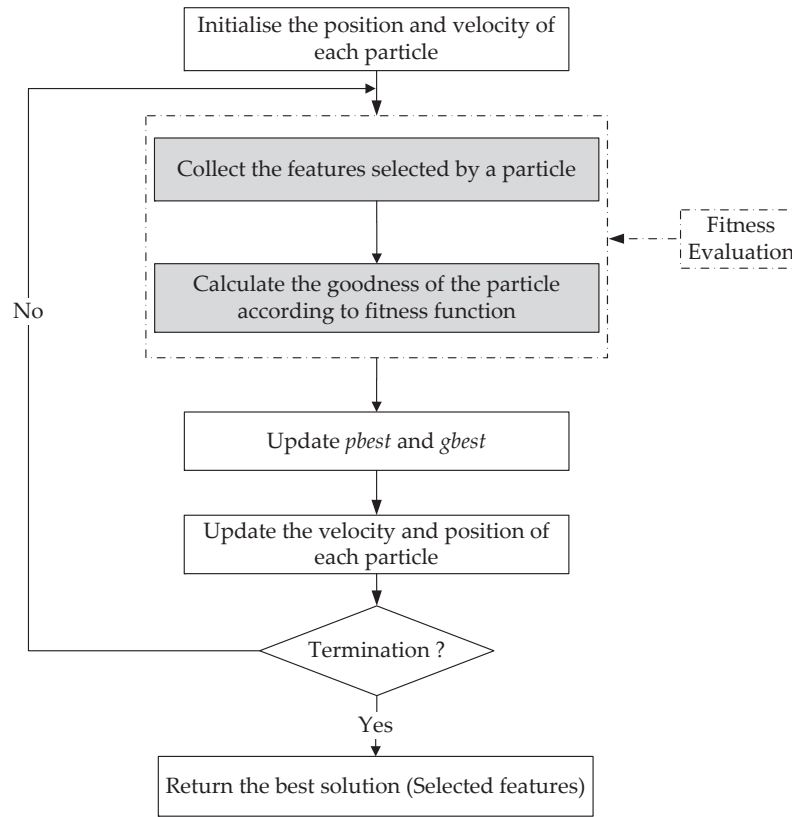 Initialise the position and velocity of
each particle
Collect the features selected by a particle
Fitness
Evaluation
Calculate the goodness of the particle
according to fitness function
No
Update pbest and gbest
Update the velocity and position of
each particle
Termination ?
Yes
Return the best solution (Selected features)